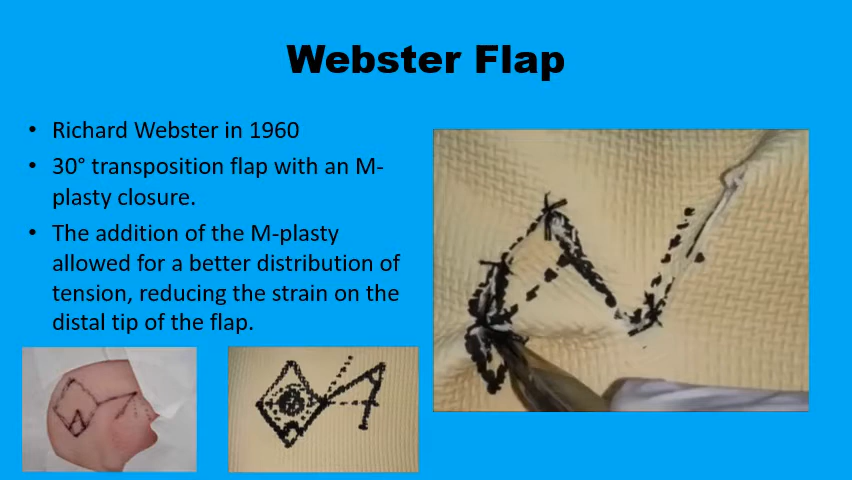 Webster Flap
• Richard Webster in 1960
• 30° transposition flap with an M-
plasty closure.
• The addition of the M-plasty
allowed for a better distribution of
tension, reducing the strain on the
distal tip of the flap.